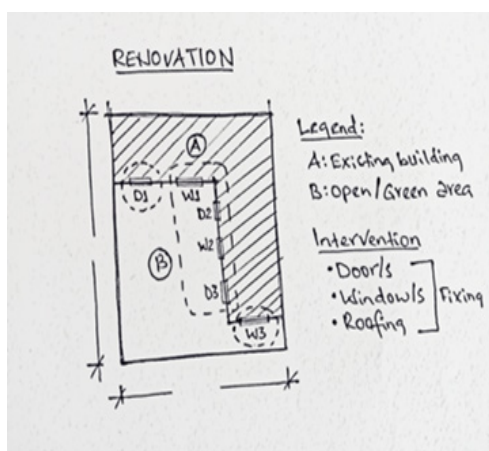 RENOVATION
A
D1 W1
D2
W2
B
D3
W3
Legend:
A: Existing building
B: Open/Green area
Intervention
• Door/s
• Window/s
• Roofing
Fixing